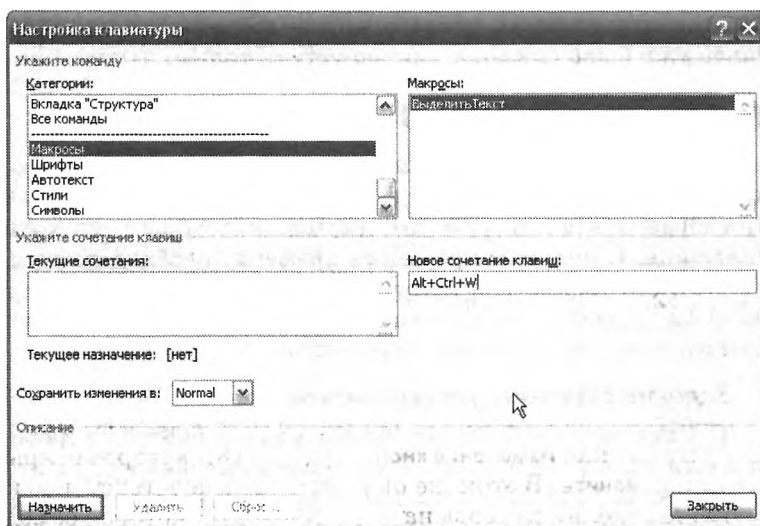 Настройка клавиатуры
Укажите команду
Категории:
Макросы:
Вкладка "Структура"
Все команды
Макросы
Шрифты
Автотекст
Стили
Символы
ВыделитьТекст
Укажите сочетание клавиш
Текущие сочетания:
Новое сочетание клавиш:
Alt+Ctrl+W
Текущее назначение: [нет]
Сохранить изменения в: Normal
Описание
Назначить
Удалить
Сброс...
Закрыть